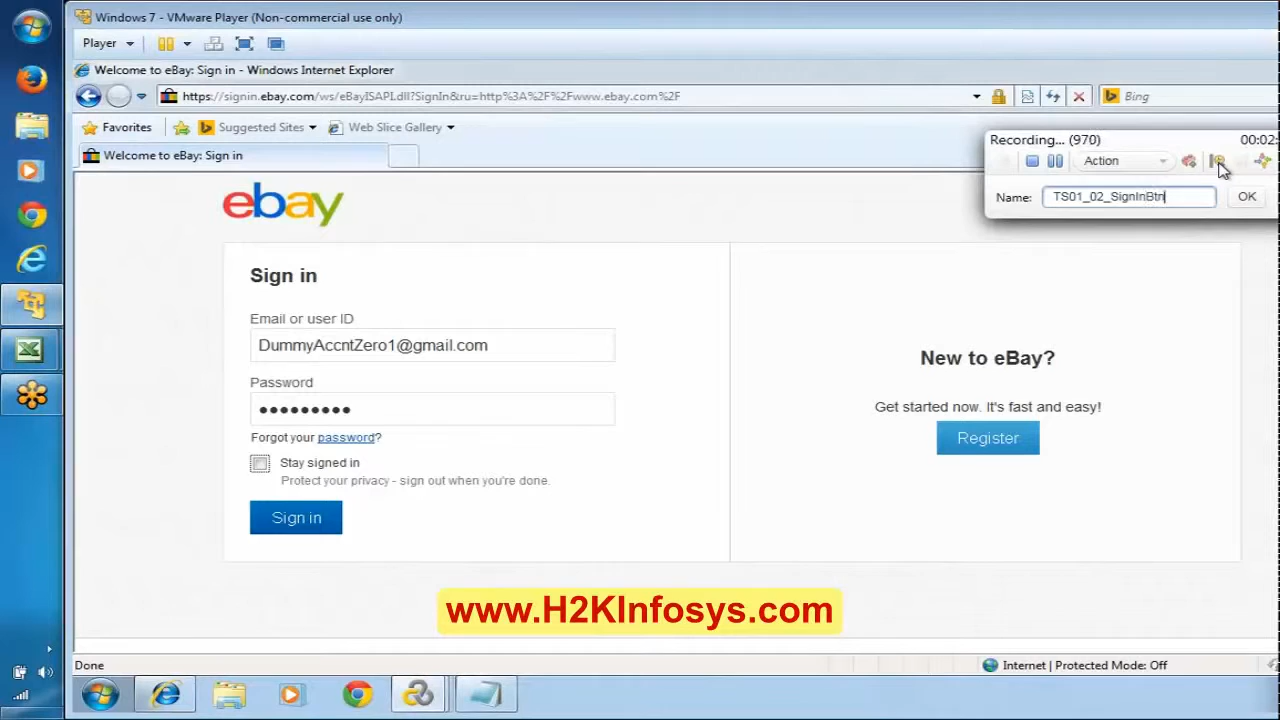 Windows 7 - VMware Player (Non-commercial use only)
Player
Welcome to eBay: Sign in - Windows Internet Explorer
https://signin.ebay.com/ws/eBayISAPI.dll?SignIn&ru=http%3A%2F%2Fwww.ebay.com%2F
Bing
Favorites
Suggested Sites
Web Slice Gallery
Welcome to eBay: Sign in
Recording... (970)
00:02:
Action
Name:
TS01_02_SignInBtn
OK
ebay
Sign in
Email or user ID
DummyAccntZero1@gmail.com
Password
Forgot your password?
Stay signed in
Protect your privacy - sign out when you're done.
Sign in
New to eBay?
Get started now. It's fast and easy!
Register
www.H2KInfosys.com
Done
Internet | Protected Mode: Off